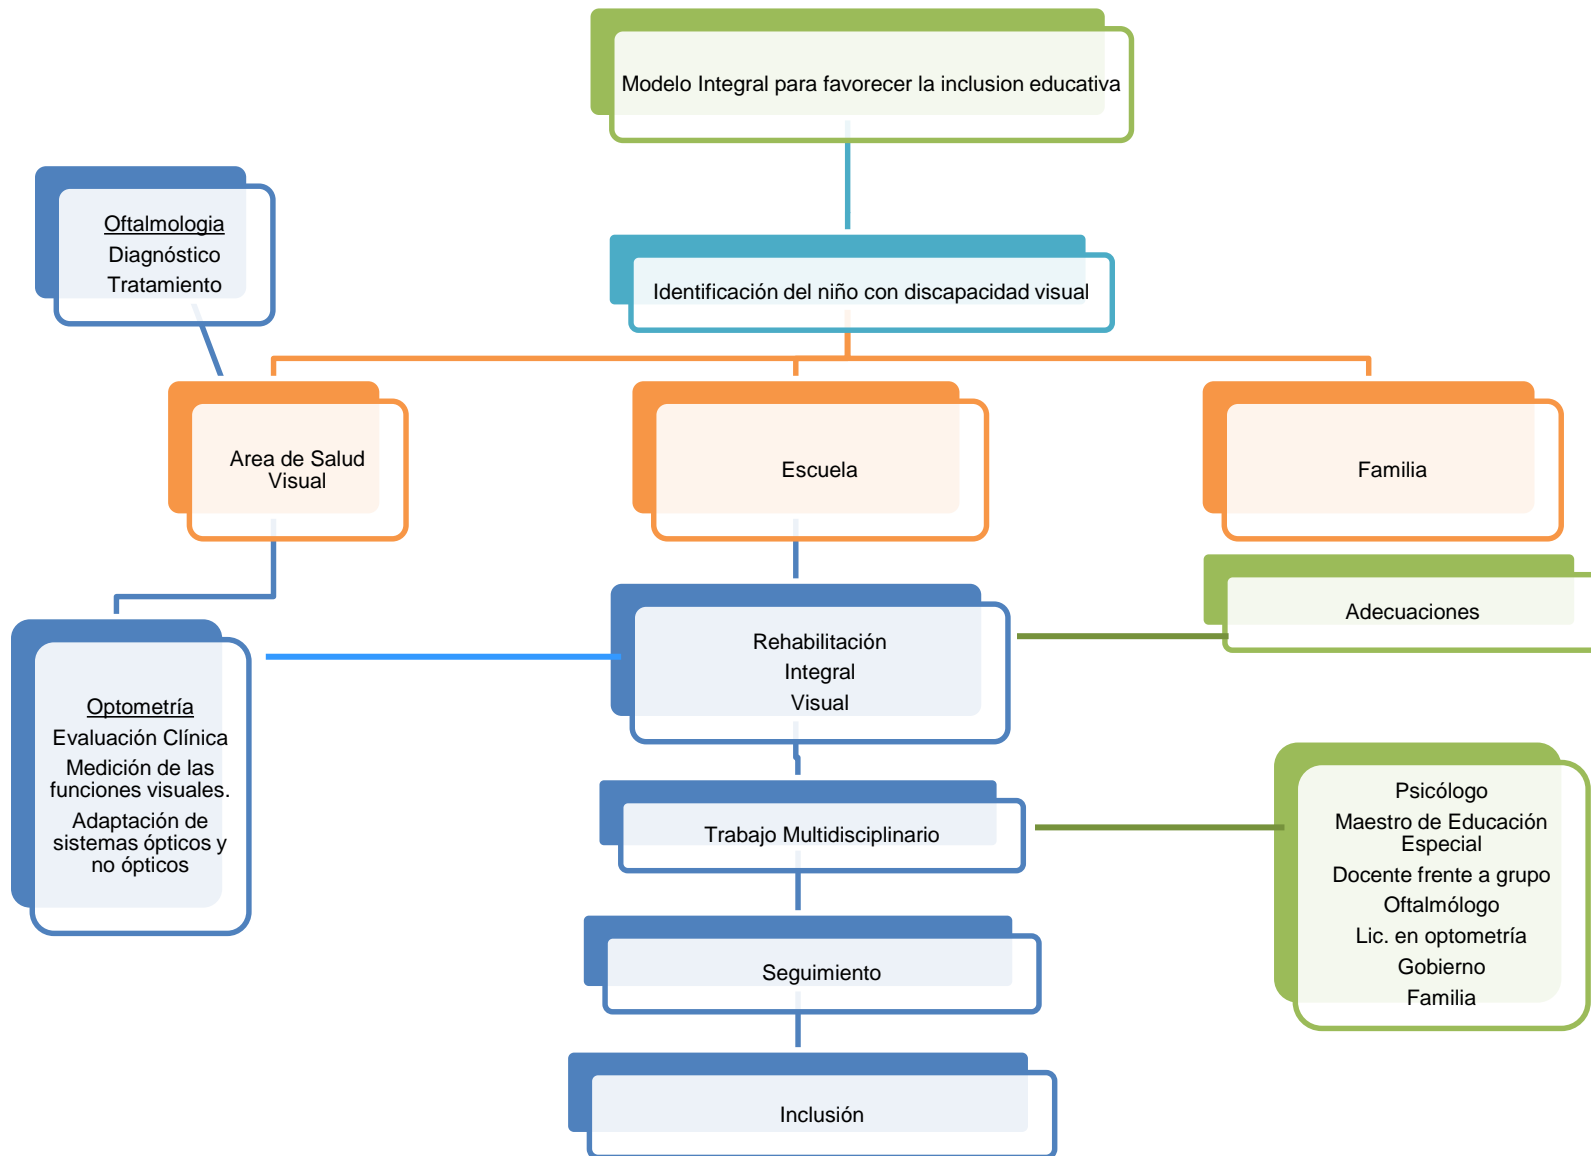 Modelo Integral para favorecer la inclusion educativa
Oftalmologia
Diagnóstico
Tratamiento
Identificación del niño con discapacidad visual
Area de Salud
Visual
Escuela
Familia
Adecuaciones
Rehabilitación
Integral
Visual
Optometría
Evaluación Clínica
Medición de las
funciones visuales.
Adaptación de
sistemas ópticos y
no ópticos
Trabajo Multidisciplinario
Psicólogo
Maestro de Educación
Especial
Docente frente a grupo
Oftalmólogo
Lic. en optometría
Gobierno
Familia
Seguimiento
Inclusión